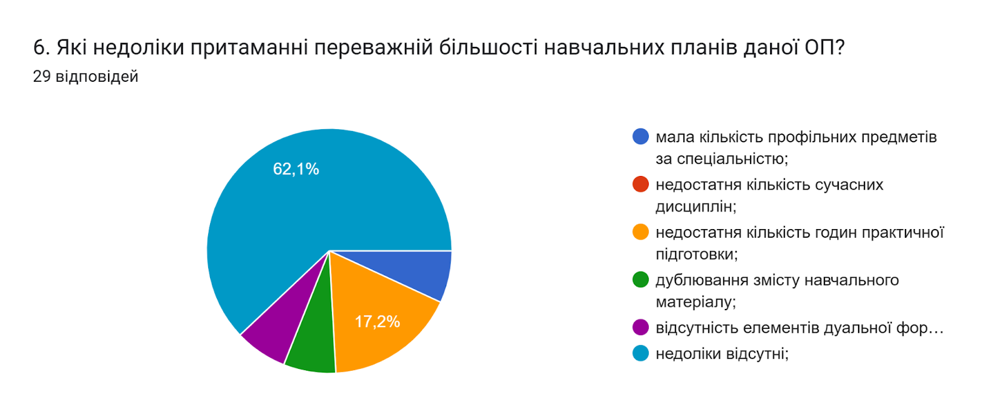 6. Які недоліки притаманні переважній більшості навчальних планів даної ОП?
29 відповідей
62,1%
17,2%
мала кількість профільних предметів
за спеціальністю;
недостатня кількість сучасних
дисциплін;
недостатня кількість годин практичної
підготовки;
дублювання змісту навчального
матеріалу;
відсутність елементів дуальної фор…
недоліки відсутні;